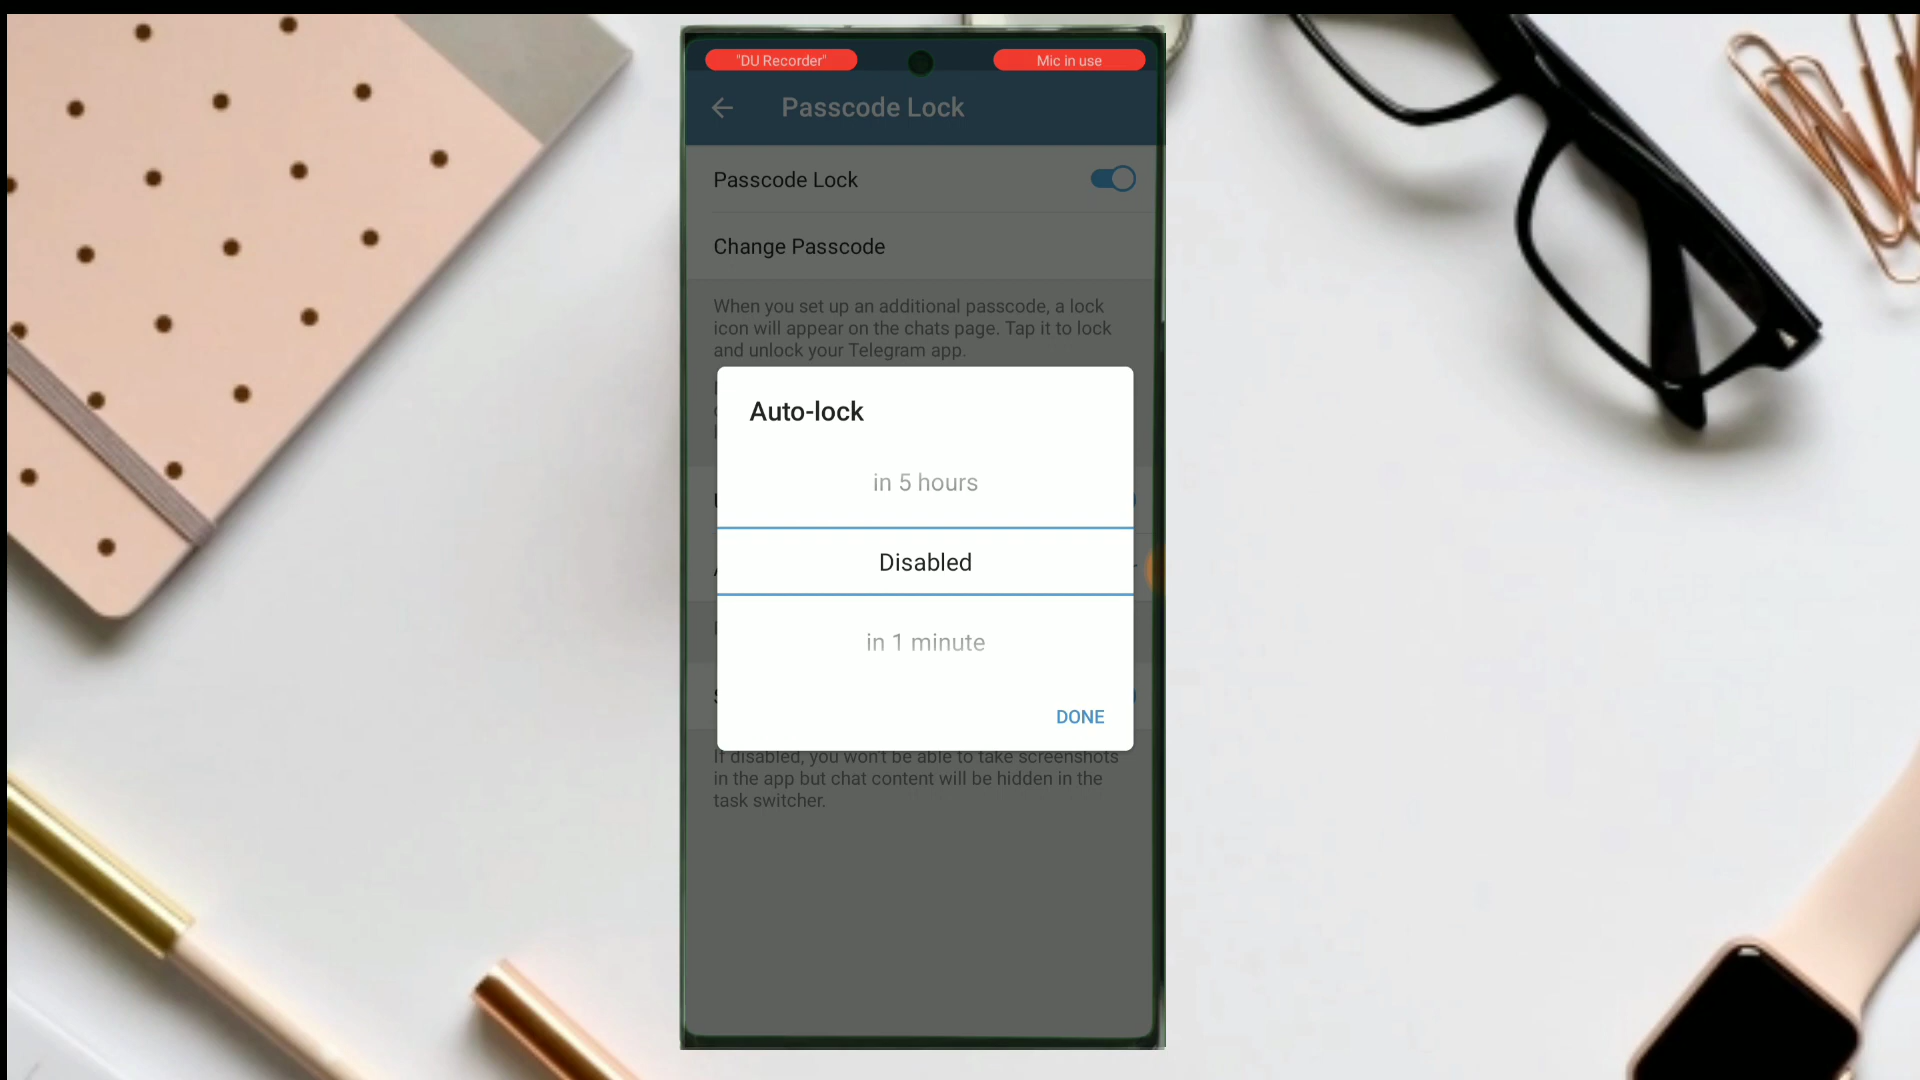 "DU Recorder"
Mic in use
Passcode Lock
Passcode Lock
Change Passcode
When you set up an additional passcode, a lock
icon will appear on the chats page. Tap it to lock
and unlock your Telegram app.
Auto-lock
in 5 hours
Disabled
in 1 minute
DONE
If disabled, you won't be able to take screenshots
in the app but chat content will be hidden in the
task switcher.